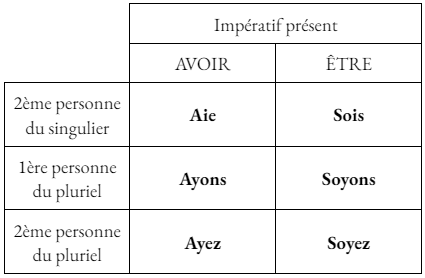 Impératif présent
AVOIR ÊTRE
2ème personne
du singulier
Aie Sois
1ère personne
du pluriel
Ayons Soyons
2ème personne
du pluriel
Ayez Soyez